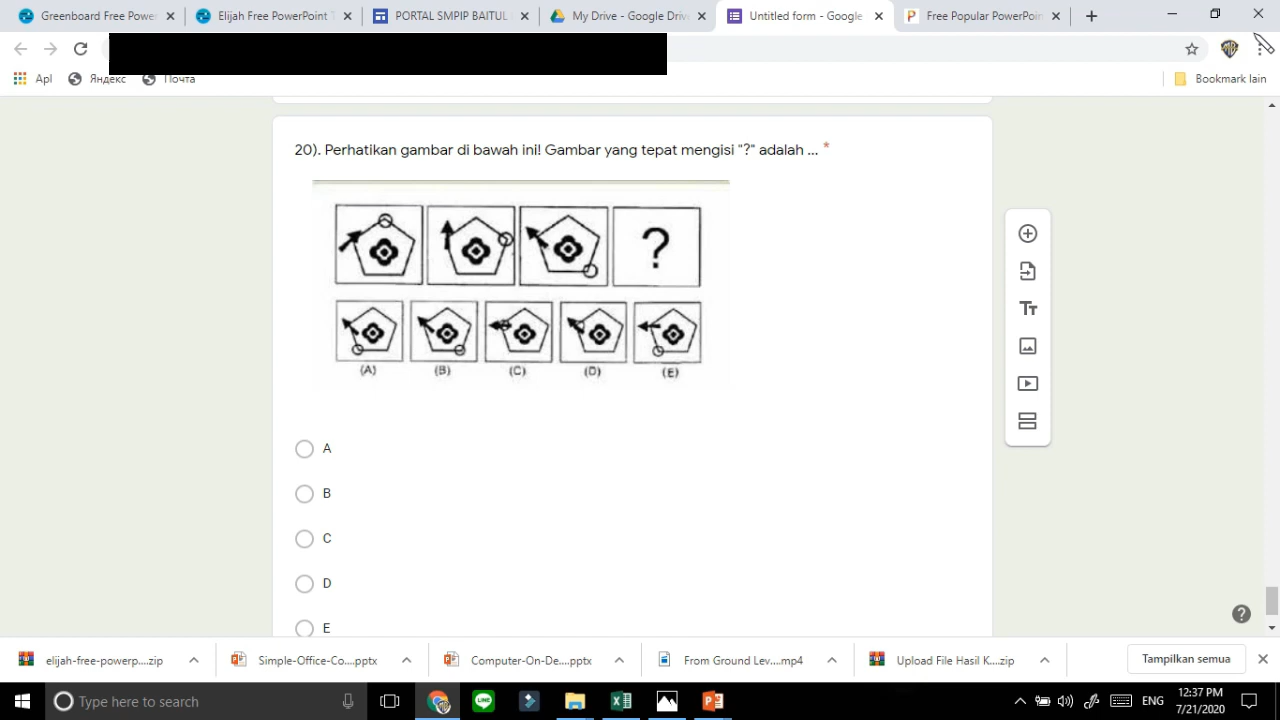 Greenboard Free Power
Elijah Free PowerPoint T
PORTAL SMPIP BAITUL
My Drive - Google Driv
Untitled form - Google
Free Popular PowerPoin
Apl
Яндекс
Почта
Bookmark lain
20). Perhatikan gambar di bawah ini! Gambar yang tepat mengisi "?" adalah ... *
?
(A) (B) (C) (D) (E)
A
B
C
D
E
elijah-free-powerp....zip
Simple-Office-Co....pptx
Computer-On-De....pptx
From Ground Lev....mp4
Upload File Hasil K....zip
Tampilkan semua
Type here to search
ENG
12:37 PM
7/21/2020